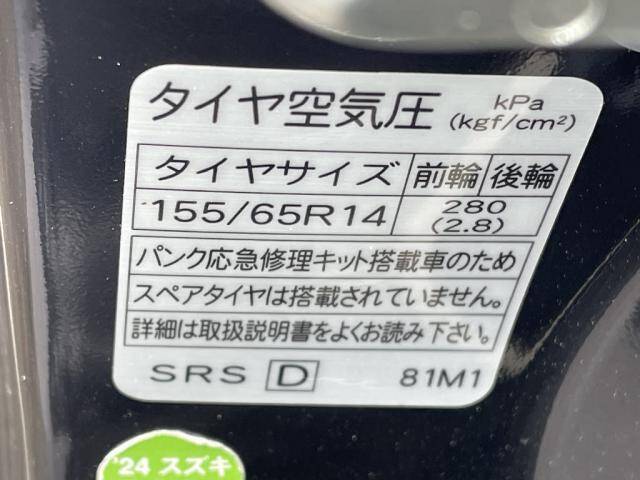 タイヤ空気圧 kPa (kgf/cm²)
タイヤサイズ 前輪 後輪
155/65R14 280 (2.8)
パンク応急修理キット搭載車のため
スペアタイヤは搭載されていません。
詳細は取扱説明書をよくお読み下さい。
SRS D 81M1
'24 スズキ